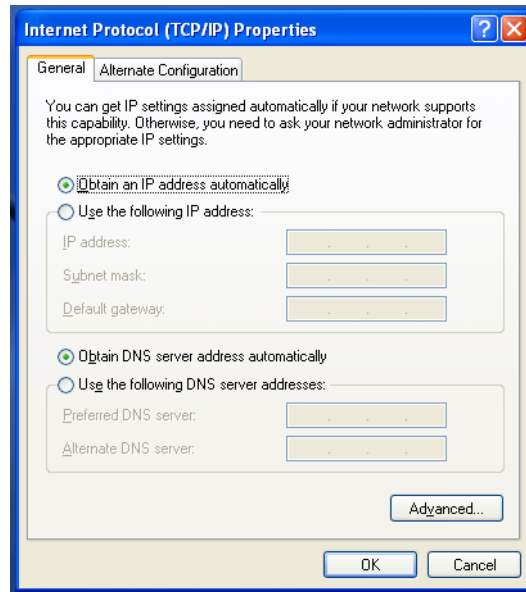 Internet Protocol (TCP/IP) Properties
General
Alternate Configuration
You can get IP settings assigned automatically if your network supports
this capability. Otherwise, you need to ask your network administrator for
the appropriate IP settings.
Obtain an IP address automatically
Use the following IP address:
IP address:
Subnet mask:
Default gateway:
Obtain DNS server address automatically
Use the following DNS server addresses:
Preferred DNS server:
Alternate DNS server:
Advanced...
OK
Cancel